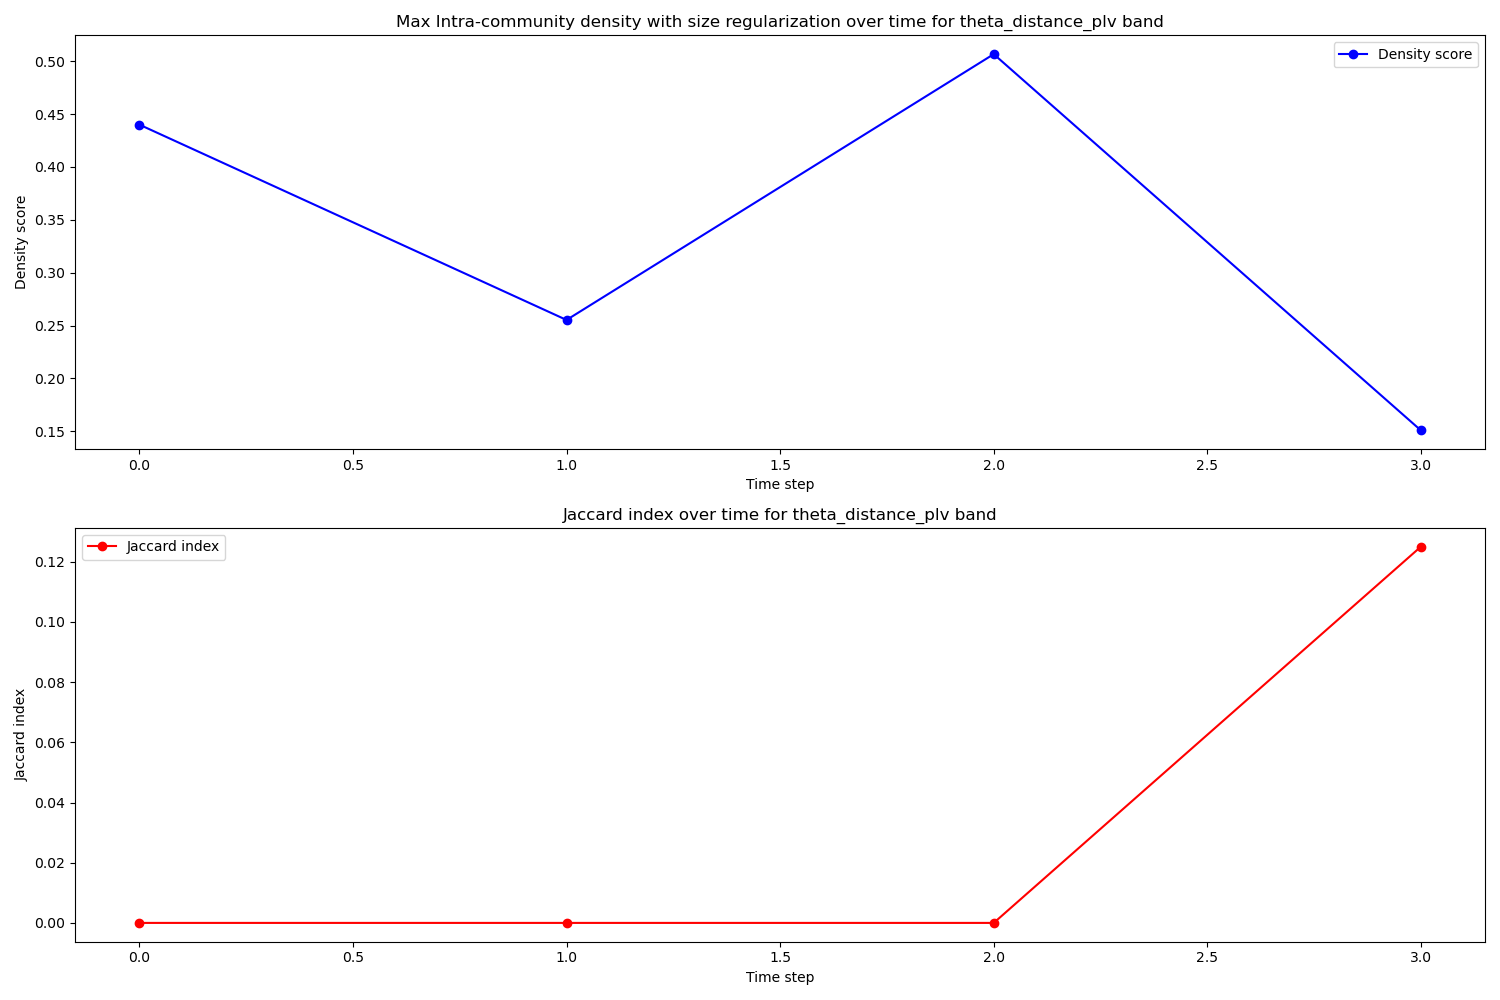 Max Intra-community density with size regularization over time for theta_distance_plv band
Density score
0.50
0.45
0.40
0.35
0.30
0.25
0.20
0.15
Density score
0.0 0.5 1.0 1.5 2.0 2.5 3.0
Time step
Jaccard index over time for theta_distance_plv band
Jaccard index
0.12
0.10
0.08
0.06
0.04
0.02
0.00
Jaccard index
0.0 0.5 1.0 1.5 2.0 2.5 3.0
Time step